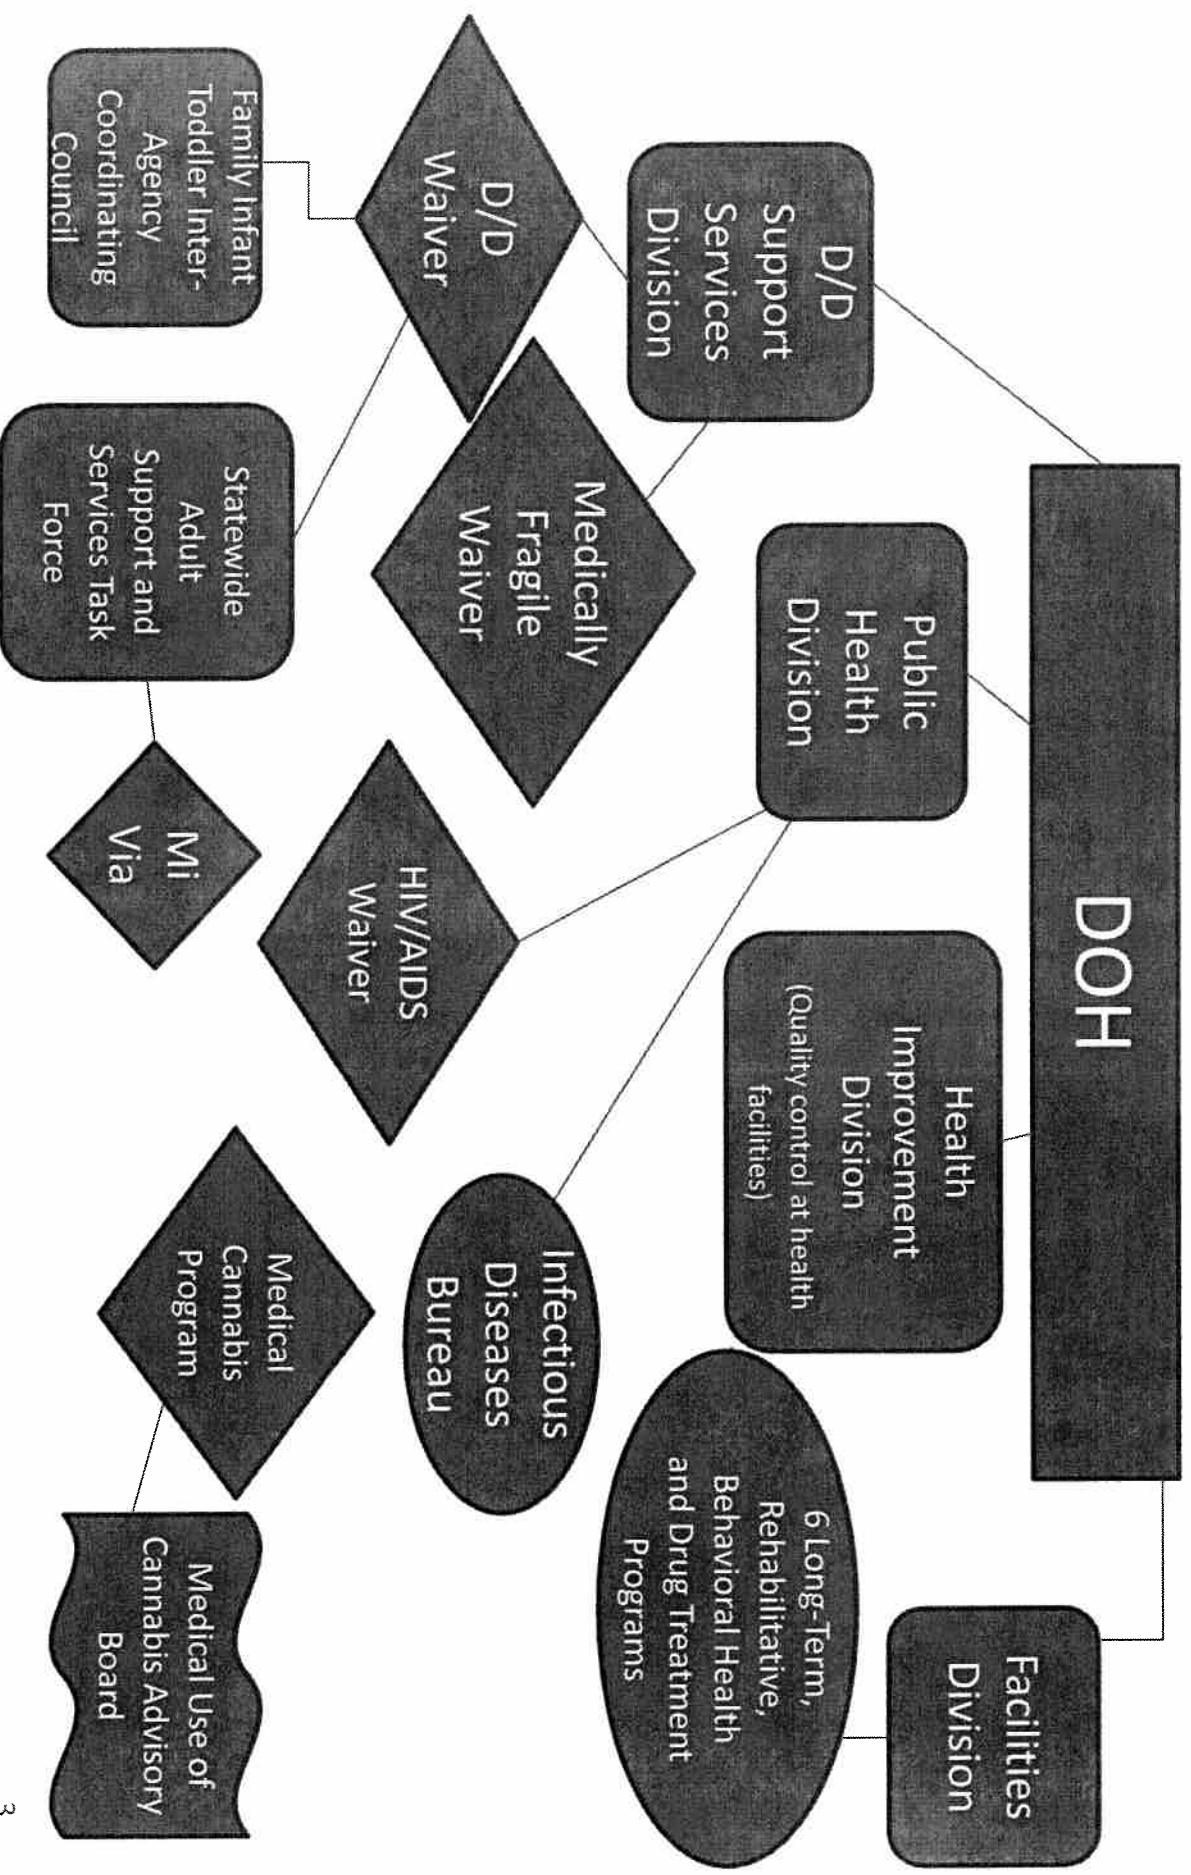 DOH
D/D
Support
Services
Division
Public
Health
Division
Health
Improvement
Division
(Quality control at health
facilities)
Facilities
Division
D/D
Waiver
Medically
Fragile
Waiver
HIV/AIDS
Waiver
Infectious
Diseases
Bureau
6 Long-Term,
Rehabilitative,
Behavioral Health
and Drug Treatment
Programs
Family Infant
Toddler Inter-
Agency
Coordinating
Council
Statewide
Adult
Support and
Services Task
Force
Mi
Via
Medical
Cannabis
Program
Medical Use of
Cannabis Advisory
Board
3